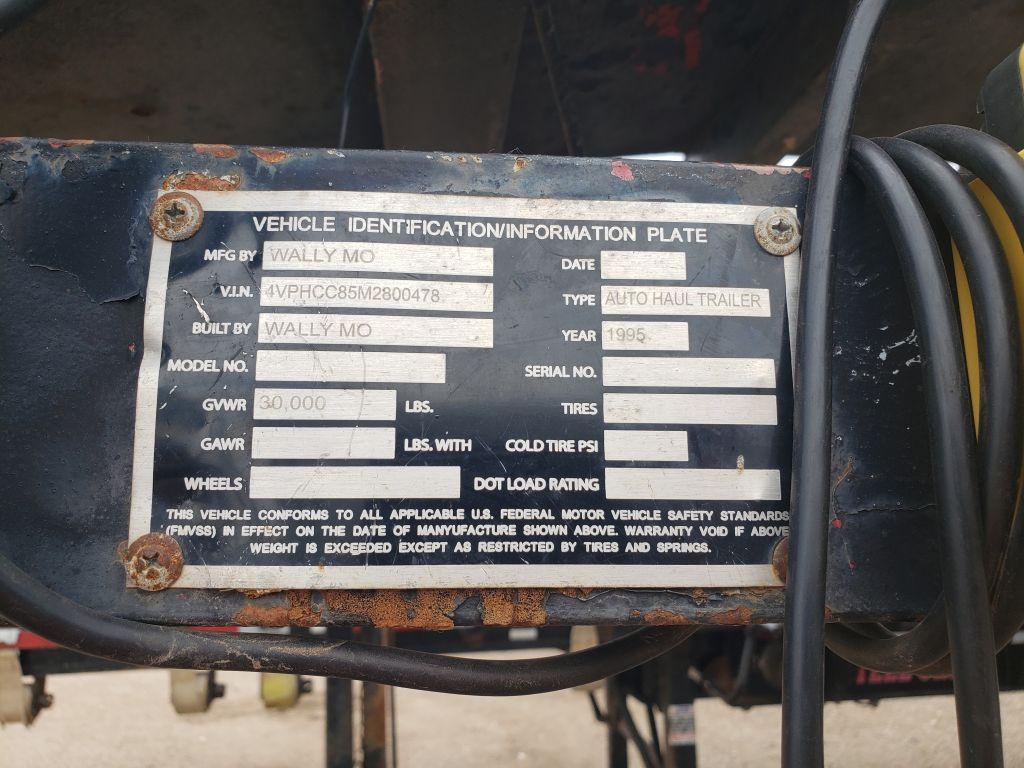 VEHICLE IDENTIFICATION/INFORMATION PLATE
MFG BY WALLY MO DATE
V.I.N. 4VPHCC85M2800478 TYPE AUTO HAUL TRAILER
BUILT BY WALLY MO YEAR 1995
MODEL NO. SERIAL NO.
GVWR 30,000 LBS. TIRES
GAWR LBS. WITH COLD TIRE PSI
WHEELS DOT LOAD RATING
THIS VEHICLE CONFORMS TO ALL APPLICABLE U.S. FEDERAL MOTOR VEHICLE SAFETY STANDARDS
(FMVSS) IN EFFECT ON THE DATE OF MANYUFACTURE SHOWN ABOVE. WARRANTY VOID IF ABOVE
WEIGHT IS EXCEEDED EXCEPT AS RESTRICTED BY TIRES AND SPRINGS.